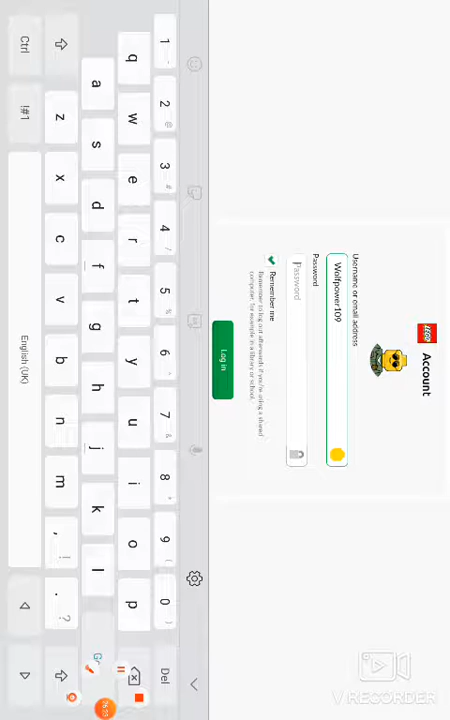 LEGO Account
Username or email address
Wolfpower109
Password
Password
Remember me
Remember to log out afterwards if you're using a shared
computer, for example in a library or school.
Log in
1 2 3 4 5 6 7 8 9 0 Del
q w e r t y u i o p
a s d f g h j k l
z x c v b n m , ! . ?
Ctrl !#1 English (UK)
V RECORDER